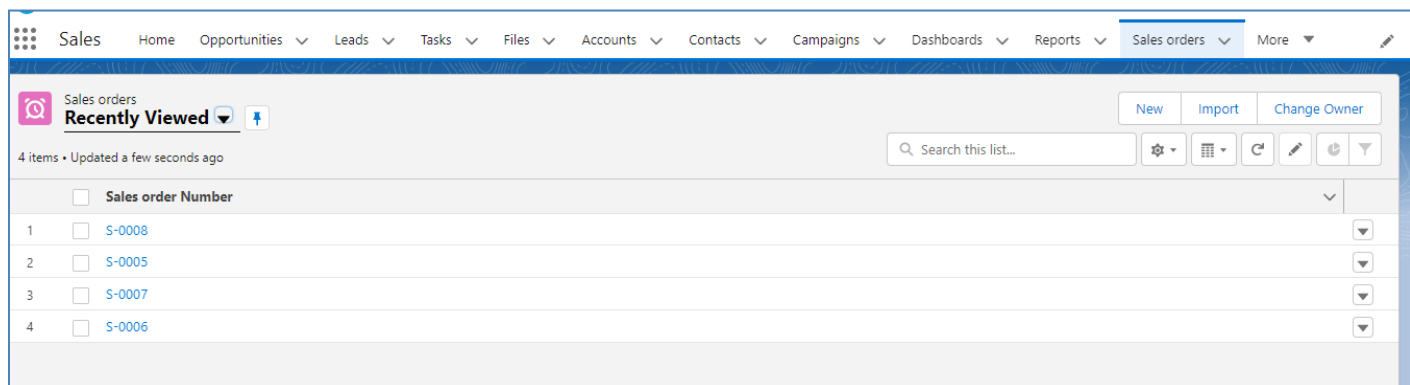 Sales Home Opportunities Leads Tasks Files Accounts Contacts Campaigns Dashboards Reports Sales orders More
Sales orders
Recently Viewed
New Import Change Owner
4 items • Updated a few seconds ago
Search this list...
Sales order Number
1 S-0008
2 S-0005
3 S-0007
4 S-0006